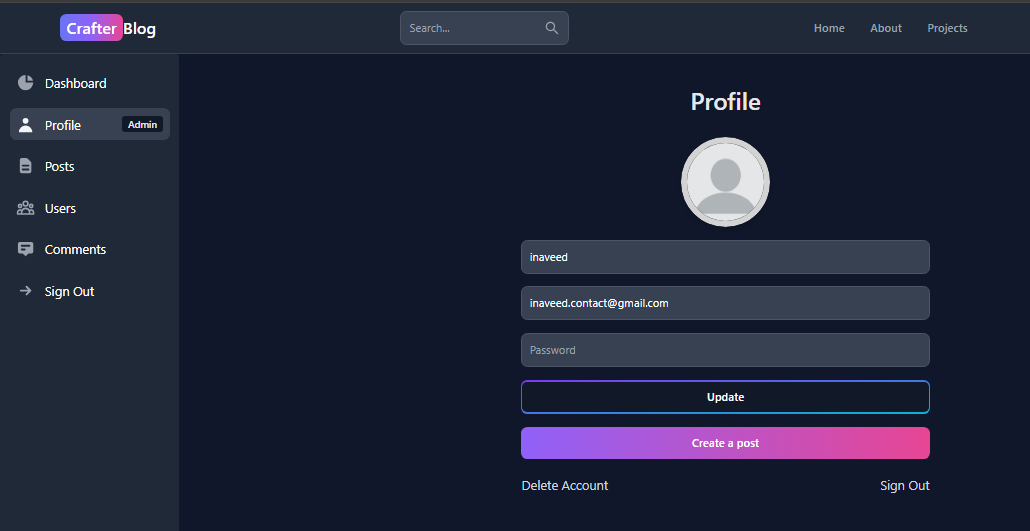 Crafter Blog
Search...
Home
About
Projects
Dashboard
Profile
Admin
Posts
Users
Comments
Sign Out
Profile
inaveed
inaveed.contact@gmail.com
Password
Update
Create a post
Delete Account
Sign Out